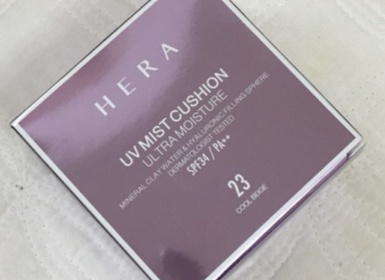 HERA
UV MIST CUSHION
ULTRA MOISTURE
MINERAL CLAY WATER & HYALURONIC FILLING SPHERE
DERMATOLOGIST TESTED
SPF34 / PA++
23
COOL BEIGE